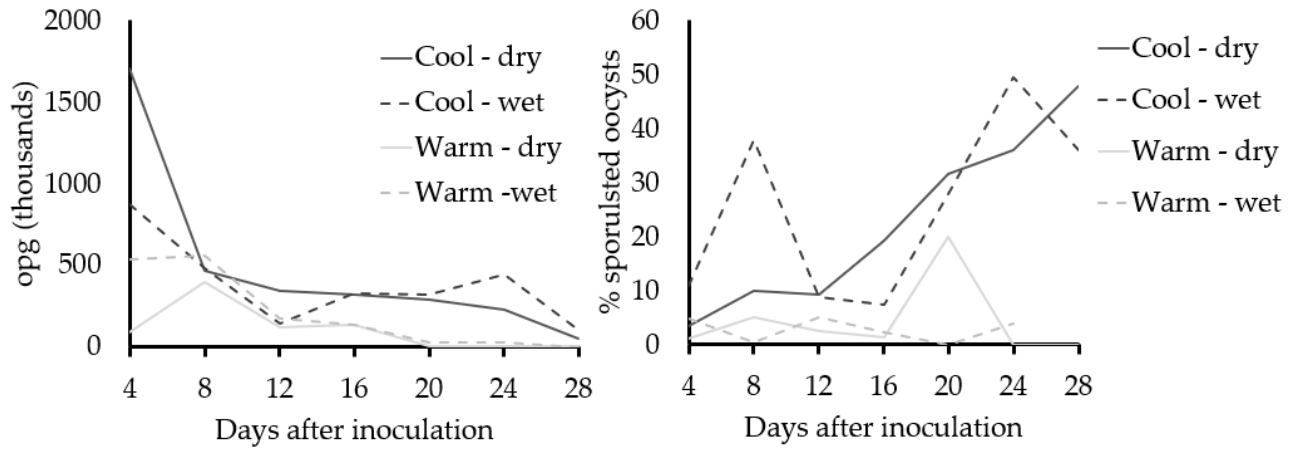 2000
1500
1000
500
0
opg (thousands)
4 8 12 16 20 24 28
Days after inoculation
Cool - dry
Cool - wet
Warm - dry
Warm -wet
60
50
40
30
20
10
0
% sporulsted oocysts
4 8 12 16 20 24 28
Days after inoculation
Cool - dry
Cool - wet
Warm - dry
Warm - wet